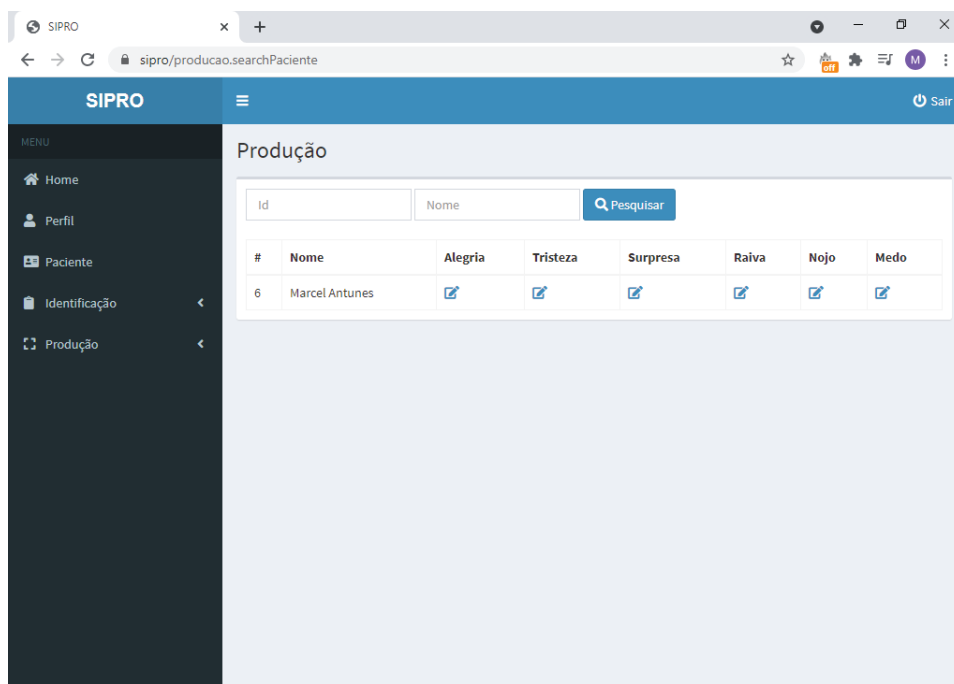 SIPRO
sipro/producao.searchPaciente
off
M
SIPRO
Sair
MENU
Home
Perfil
Paciente
Identificação
Produção
Produção
Id
Nome
Pesquisar
# Nome Alegria Tristeza Surpresa Raiva Nojo Medo
6 Marcel Antunes